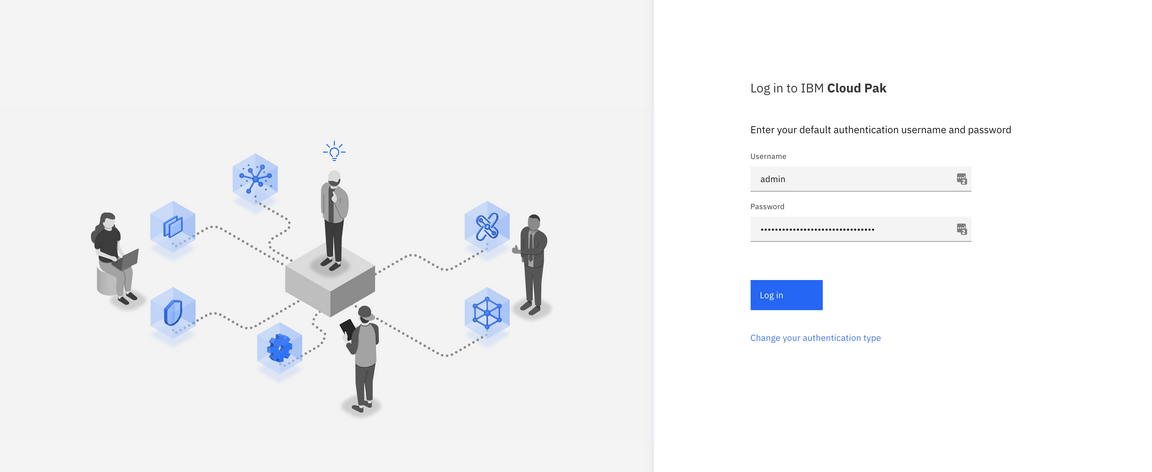 Log in to IBM Cloud Pak
Enter your default authentication username and password
Username
admin
Password
••••••••••••••••••••••••••••••••
Log in
Change your authentication type